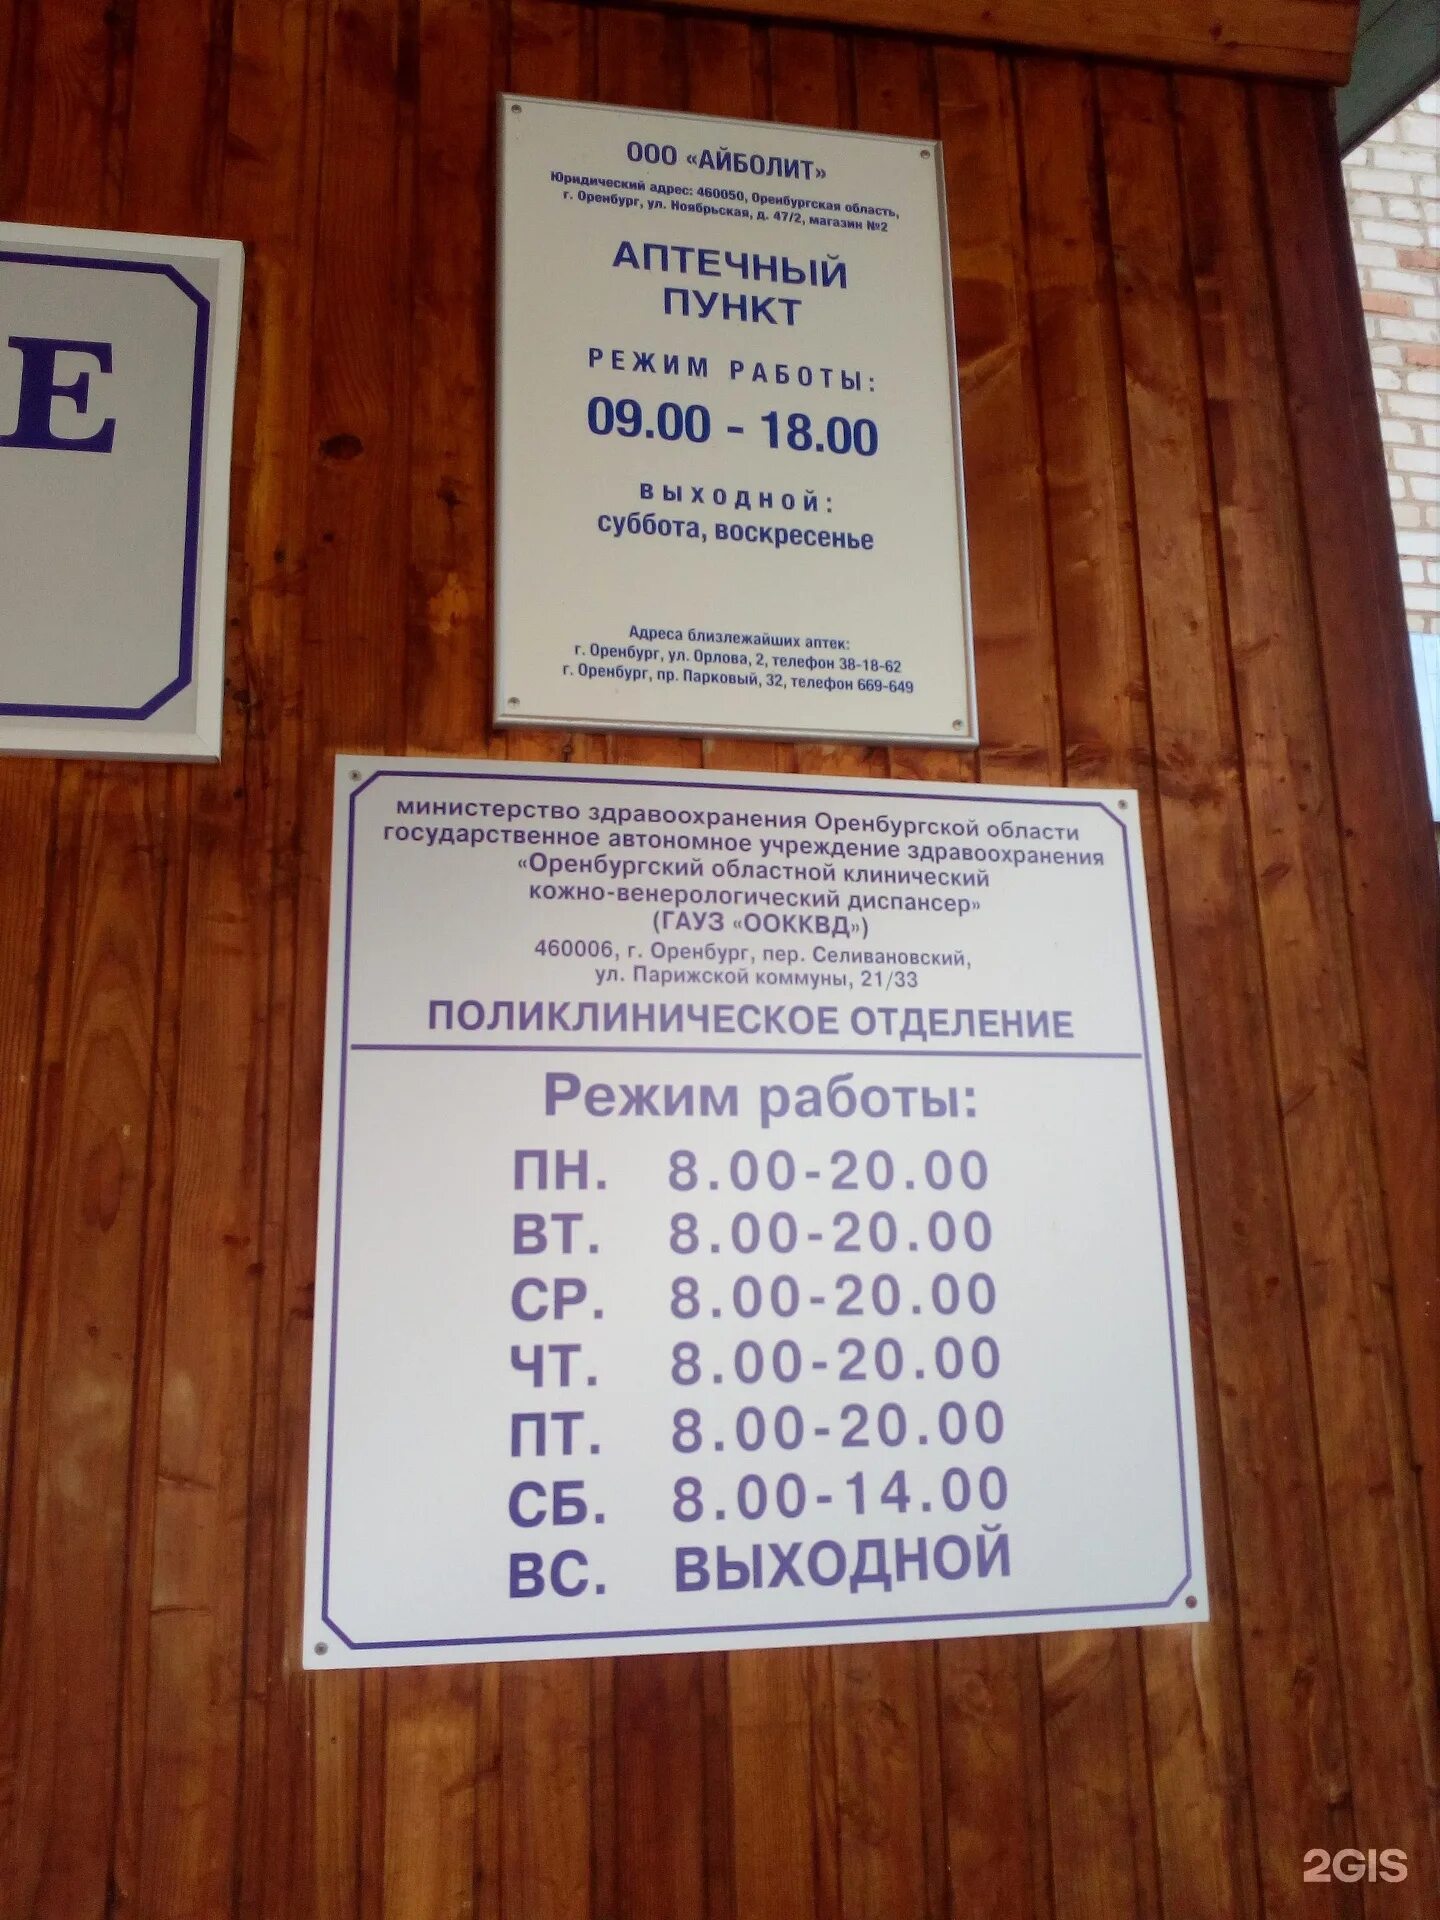 Е
ООО «АЙБОЛИТ»
Юридический адрес: 460050, Оренбургская область,
г. Оренбург, ул. Ноябрьская, д. 47/2, магазин №2
АПТЕЧНЫЙ
ПУНКТ
РЕЖИМ РАБОТЫ:
09.00 - 18.00
ВЫХОДНОЙ:
суббота, воскресенье
Адреса близлежайших аптек:
г. Оренбург, ул. Орлова, 2, телефон 38-18-62
г. Оренбург, пр. Парковый, 32, телефон 669-649
министерство здравоохранения Оренбургской области
государственное автономное учреждение здравоохранения
«Оренбургский областной клинический
кожно-венерологический диспансер»
(ГАУЗ «ООККВД»)
460006, г. Оренбург, пер. Селивановский,
ул. Парижской коммуны, 21/33
ПОЛИКЛИНИЧЕСКОЕ ОТДЕЛЕНИЕ
Режим работы:
ПН. 8.00-20.00
ВТ. 8.00-20.00
СР. 8.00-20.00
ЧТ. 8.00-20.00
ПТ. 8.00-20.00
СБ. 8.00-14.00
ВС. ВЫХОДНОЙ
2GIS